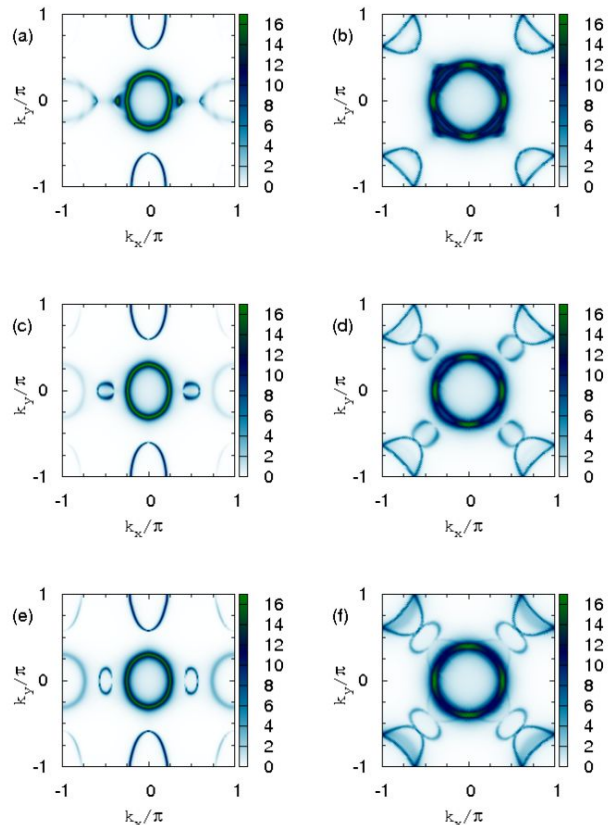 (a) 1 0 -1 k_y/π -1 0 1 k_x/π 16 14 12 10 8 6 4 2 0
(b) 1 0 -1 k_y/π -1 0 1 k_x/π 16 14 12 10 8 6 4 2 0
(c) 1 0 -1 k_y/π -1 0 1 k_x/π 16 14 12 10 8 6 4 2 0
(d) 1 0 -1 k_y/π -1 0 1 k_x/π 16 14 12 10 8 6 4 2 0
(e) 1 0 -1 k_y/π -1 0 1 k_x/π 16 14 12 10 8 6 4 2 0
(f) 1 0 -1 k_y/π -1 0 1 k_x/π 16 14 12 10 8 6 4 2 0